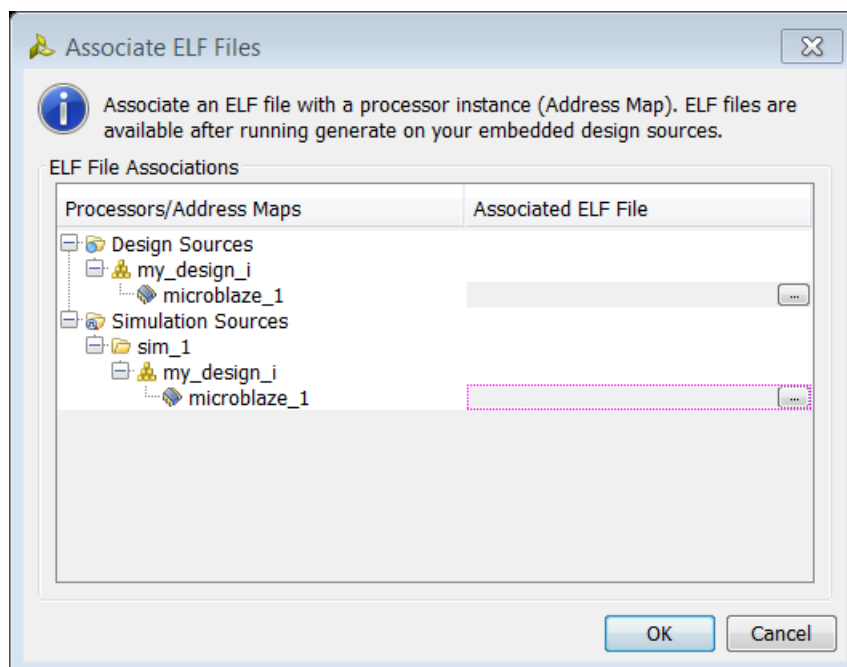 Associate ELF Files
Associate an ELF file with a processor instance (Address Map). ELF files are
available after running generate on your embedded design sources.
ELF File Associations
Processors/Address Maps Associated ELF File
Design Sources
my_design_i
microblaze_1 ...
Simulation Sources
sim_1
my_design_i
microblaze_1 ...
OK Cancel